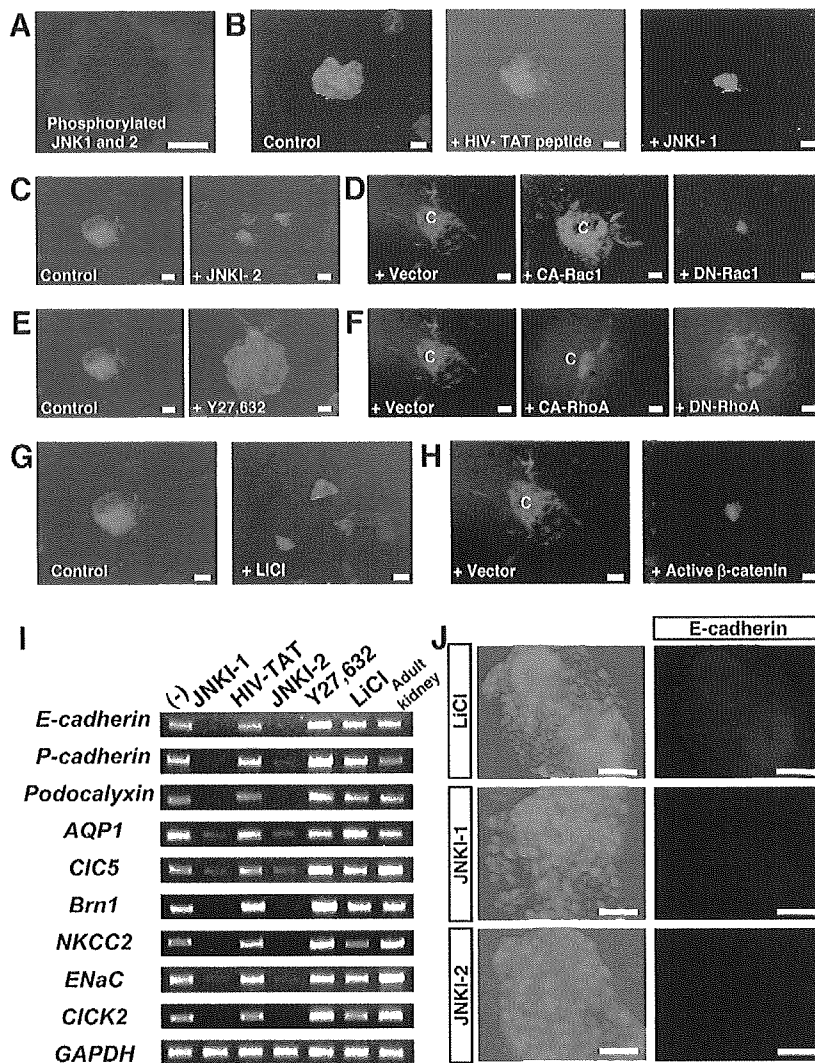 A
B
Phosphorylated
JNK1 and 2
Control
+ HIV-TAT peptide
+ JNKI-1
C
D
Control
+ JNKI-2
C
+ Vector
C
+ CA-Rac1
+ DN-Rac1
E
F
Control
+ Y27,632
C
+ Vector
C
+ CA-RhoA
+ DN-RhoA
G
H
Control
+ LiCl
C
+ Vector
+ Active β-catenin
I
(-)
JNKI-1
HIV-TAT
JNKI-2
Y27,632
LiCl
Adult
kidney
E-cadherin
P-cadherin
Podocalyxin
AQP1
ClC5
Brn1
NKCC2
ENaC
ClCK2
GAPDH
J
E-cadherin
LiCl
JNKI-1
JNKI-2